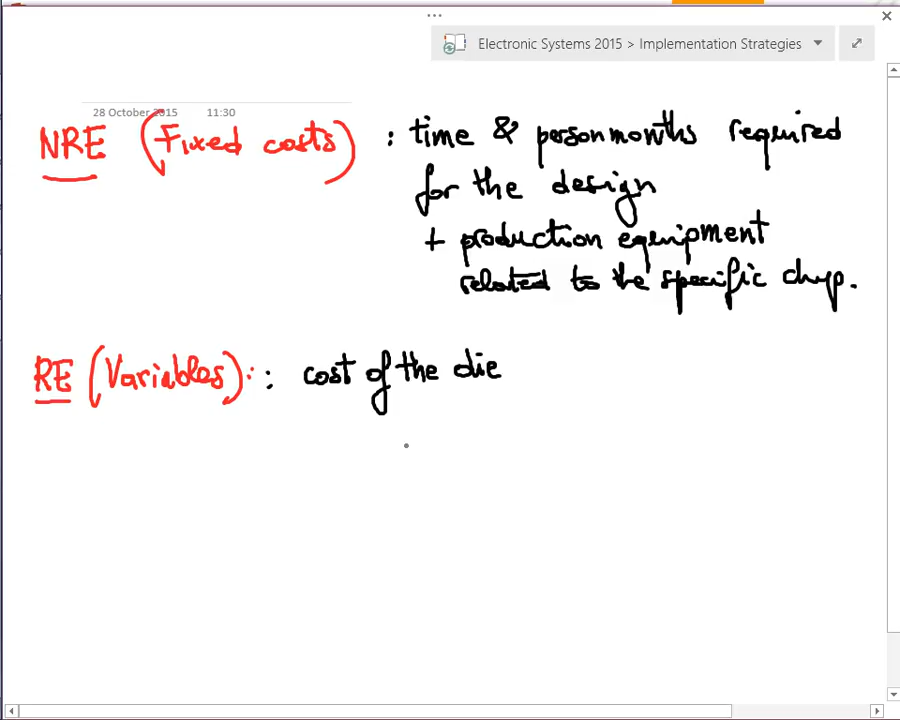 Electronic Systems 2015 > Implementation Strategies
28 October 2015 11:30
NRE (Fixed costs) : time & personmonths required
for the design
+ production equipment
related to the specific chip.
RE (Variables) : : cost of the die